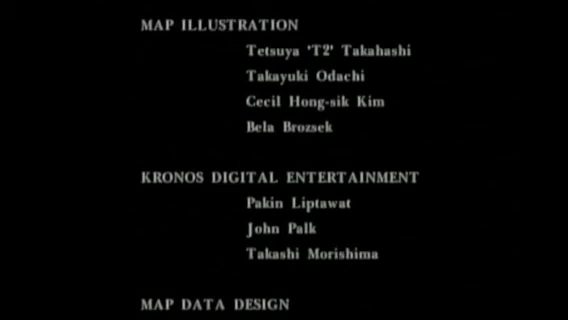 MAP ILLUSTRATION
Tetsuya 'T2' Takahashi
Takayuki Odachi
Cecil Hong-sik Kim
Bela Brozsek
KRONOS DIGITAL ENTERTAINMENT
Pakin Liptawat
John Palk
Takashi Morishima
MAP DATA DESIGN